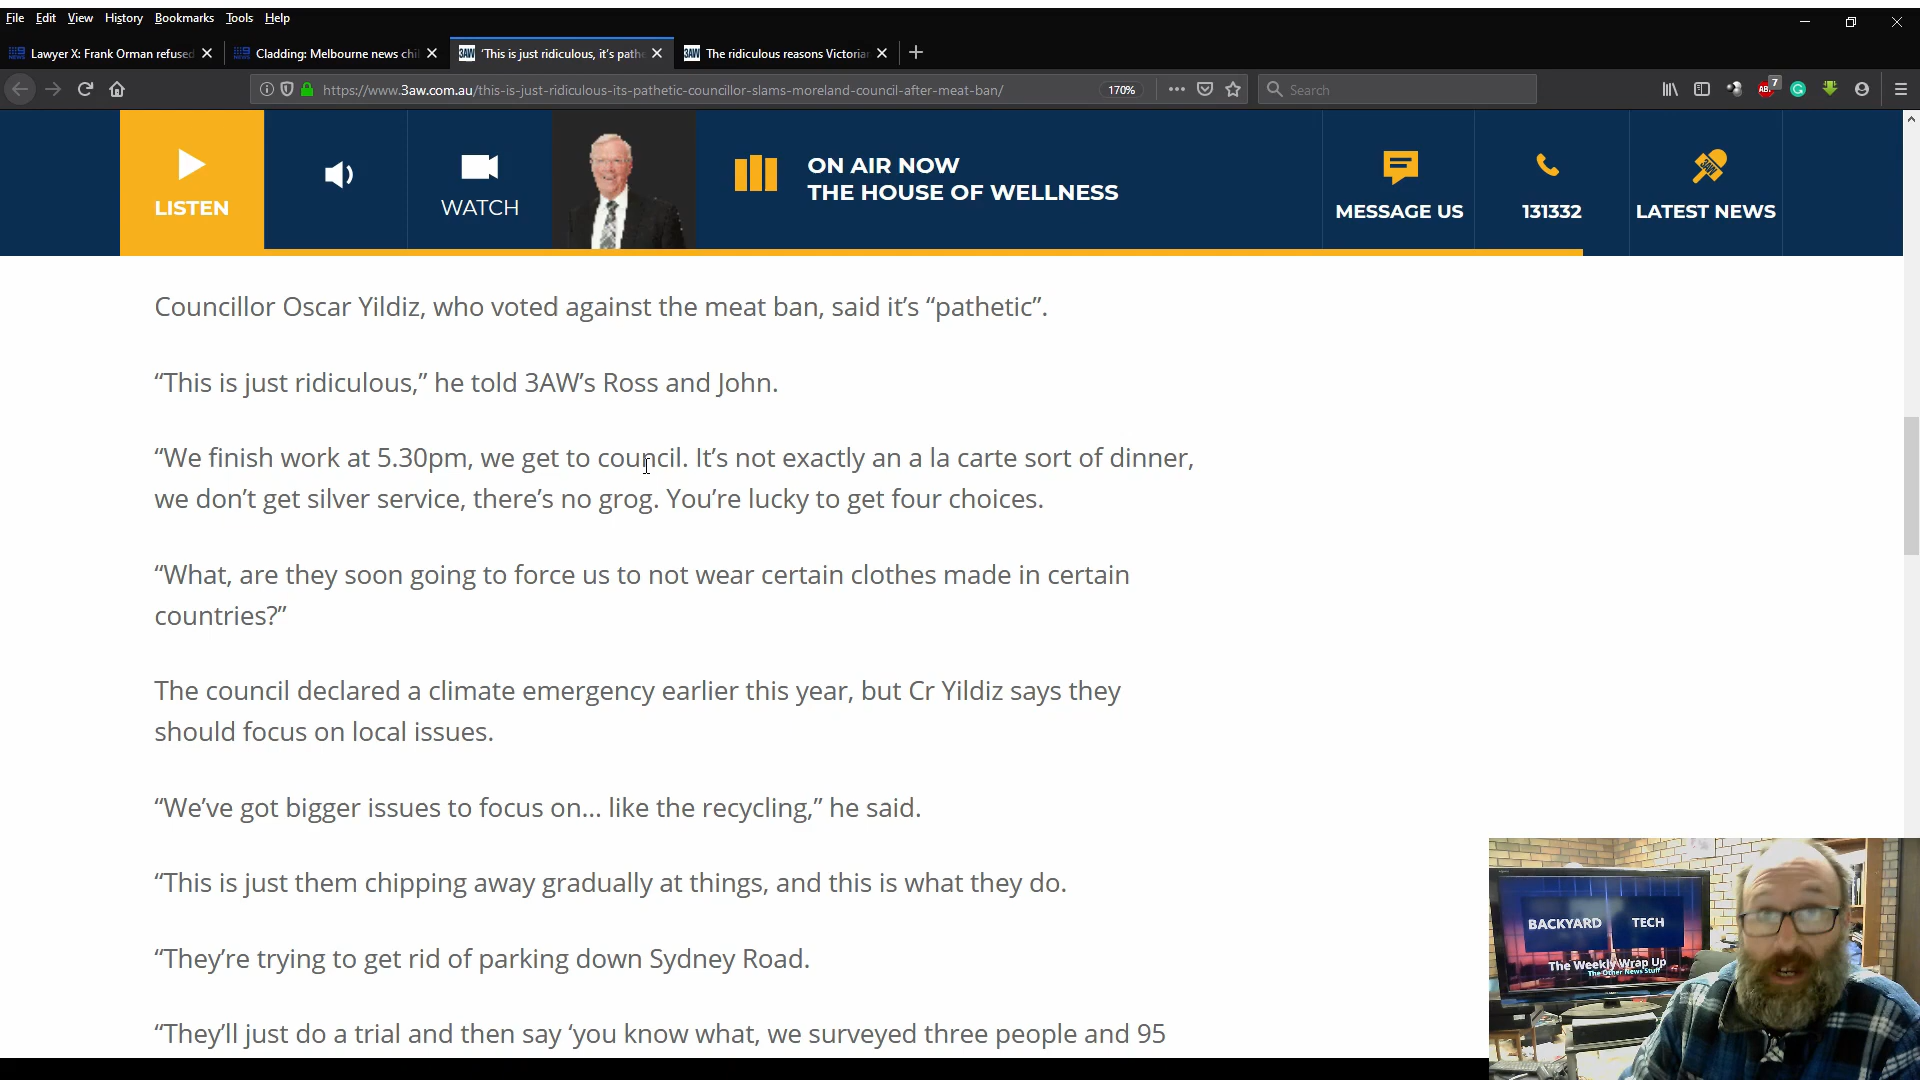 File Edit View History Bookmarks Tools Help
Lawyer X: Frank Orman refused
Cladding: Melbourne news chi
3AW 'This is just ridiculous, it's path
3AW The ridiculous reasons Victoria
https://www.3aw.com.au/this-is-just-ridiculous-its-pathetic-councillor-slams-moreland-council-after-meat-ban/
170%
Search
7
LISTEN
WATCH
ON AIR NOW
THE HOUSE OF WELLNESS
MESSAGE US
131332
LATEST NEWS
Councillor Oscar Yildiz, who voted against the meat ban, said it’s “pathetic”.
“This is just ridiculous,” he told 3AW’s Ross and John.
“We finish work at 5.30pm, we get to council. It’s not exactly an a la carte sort of dinner,
we don’t get silver service, there’s no grog. You’re lucky to get four choices.
“What, are they soon going to force us to not wear certain clothes made in certain
countries?”
The council declared a climate emergency earlier this year, but Cr Yildiz says they
should focus on local issues.
“We’ve got bigger issues to focus on... like the recycling,” he said.
“This is just them chipping away gradually at things, and this is what they do.
“They’re trying to get rid of parking down Sydney Road.
“They’ll just do a trial and then say ‘you know what, we surveyed three people and 95
BACKYARD TECH
The Weekly Wrap Up
The Other News Stuff